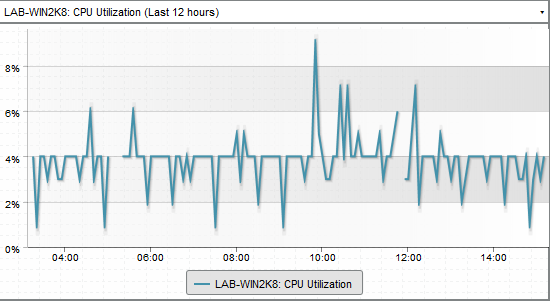 LAB-WIN2K8: CPU Utilization (Last 12 hours)
8%
6%
4%
2%
0%
04:00 06:00 08:00 10:00 12:00 14:00
LAB-WIN2K8: CPU Utilization